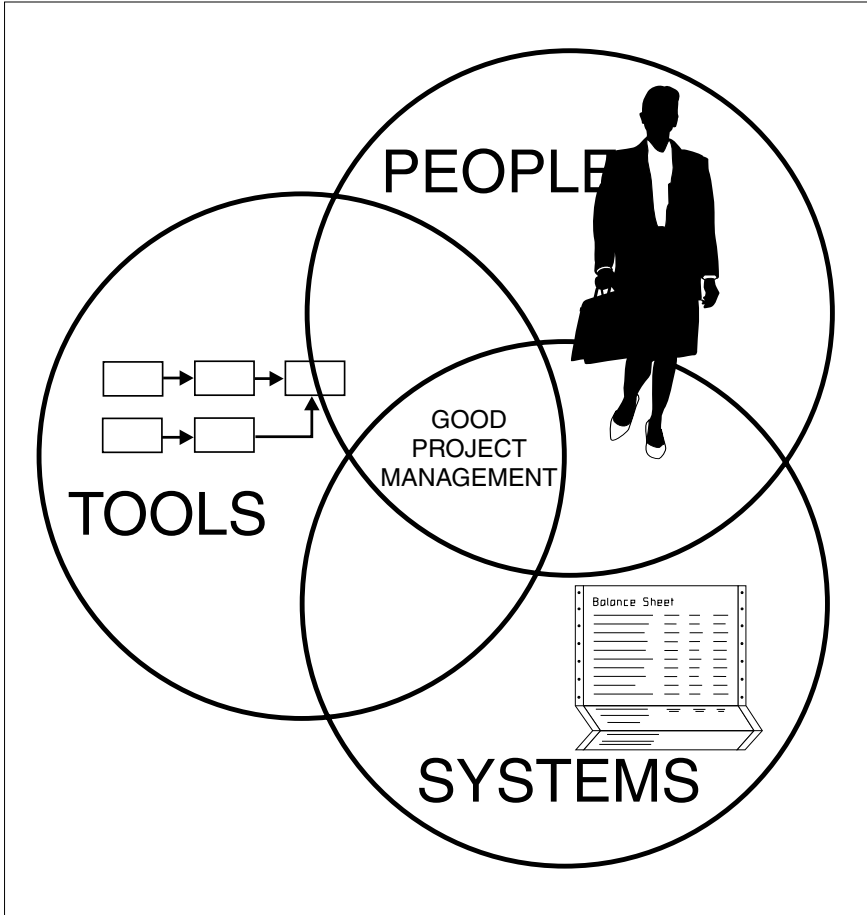 PEOPLE
GOOD
PROJECT
MANAGEMENT
TOOLS
Balance Sheet
SYSTEMS